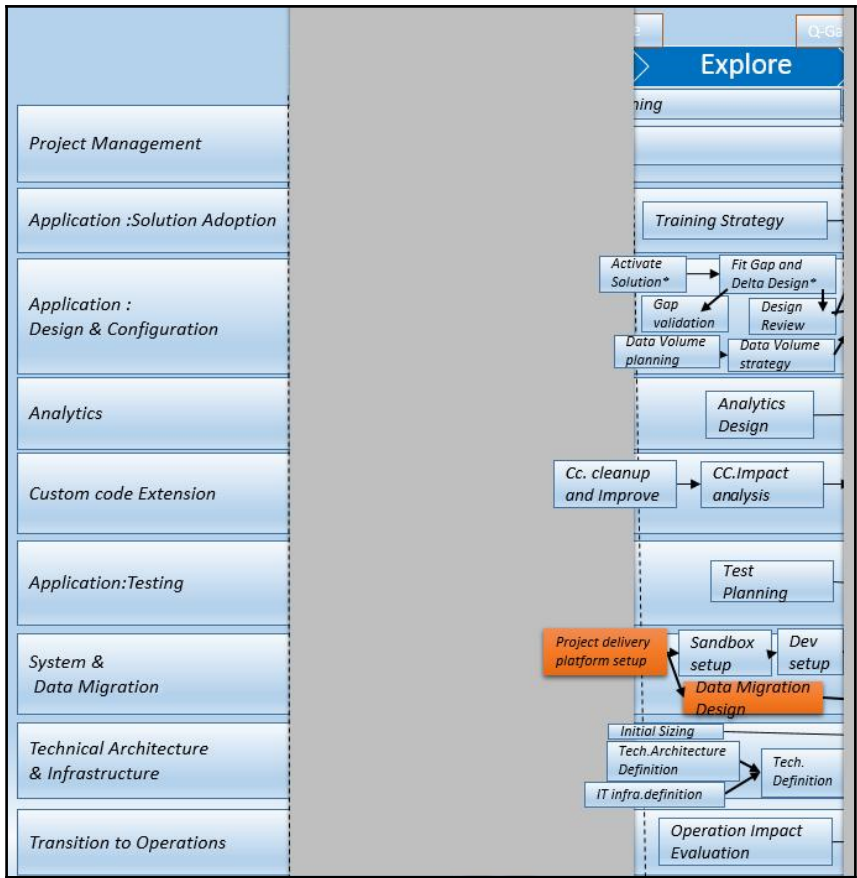 Q-Ga
Explore
ning
Project Management
Application :Solution Adoption
Training Strategy
Activate
Solution*
Fit Gap and
Delta Design*
Application :
Design & Configuration
Gap
validation
Design
Review
Data Volume
planning
Data Volume
strategy
Analytics
Analytics
Design
Custom code Extension
Cc. cleanup
and Improve
CC.Impact
analysis
Application:Testing
Test
Planning
System &
Data Migration
Project delivery
platform setup
Sandbox
setup
Dev
setup
Data Migration
Design
Technical Architecture
& Infrastructure
Initial Sizing
Tech.Architecture
Definition
Tech.
Definition
IT infra.definition
Transition to Operations
Operation Impact
Evaluation